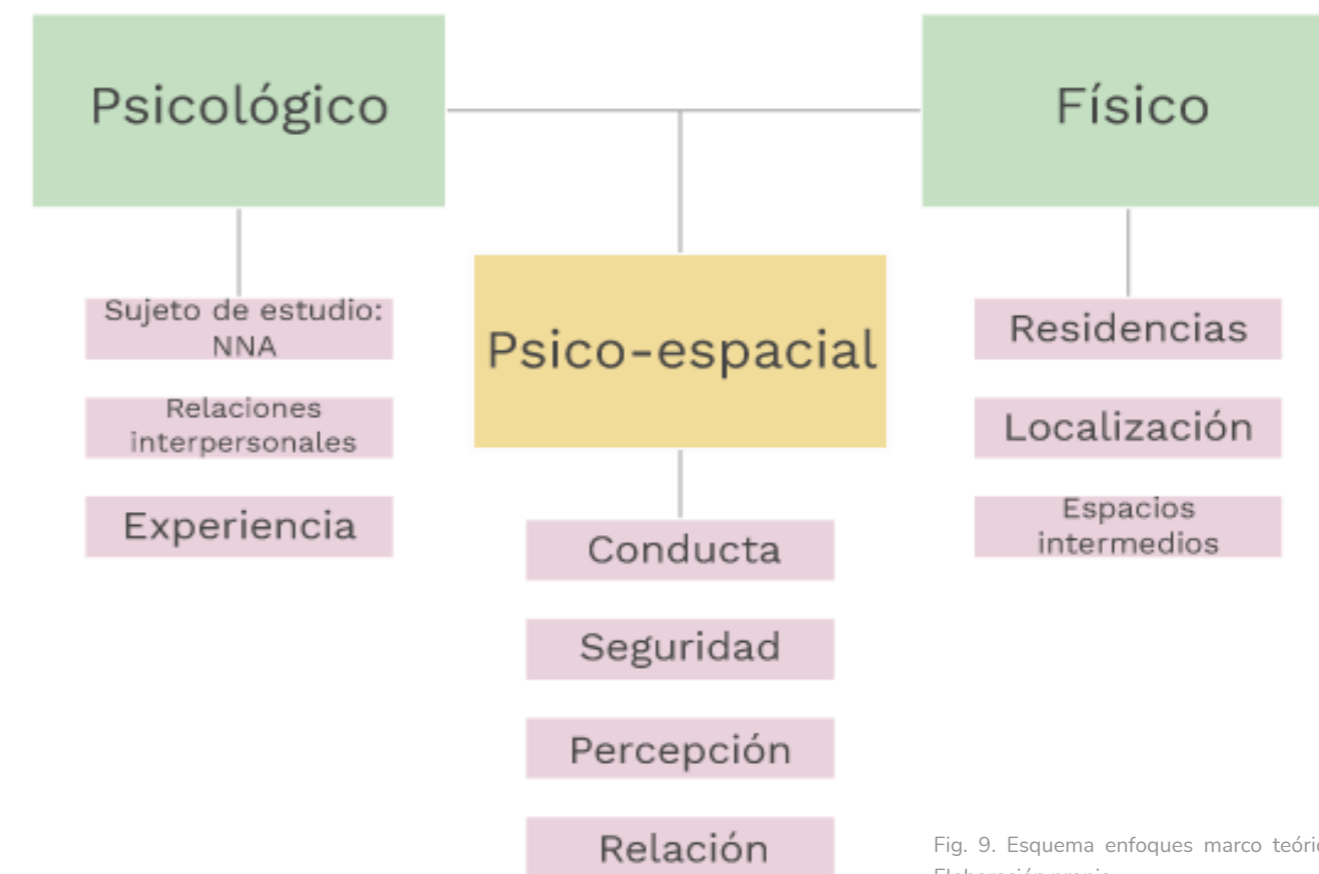 Psicológico
Sujeto de estudio:
NNA
Relaciones
interpersonales
Experiencia
Psico-espacial
Conducta
Seguridad
Percepción
Relación
Físico
Residencias
Localización
Espacios
intermedios
Fig. 9. Esquema enfoques marco